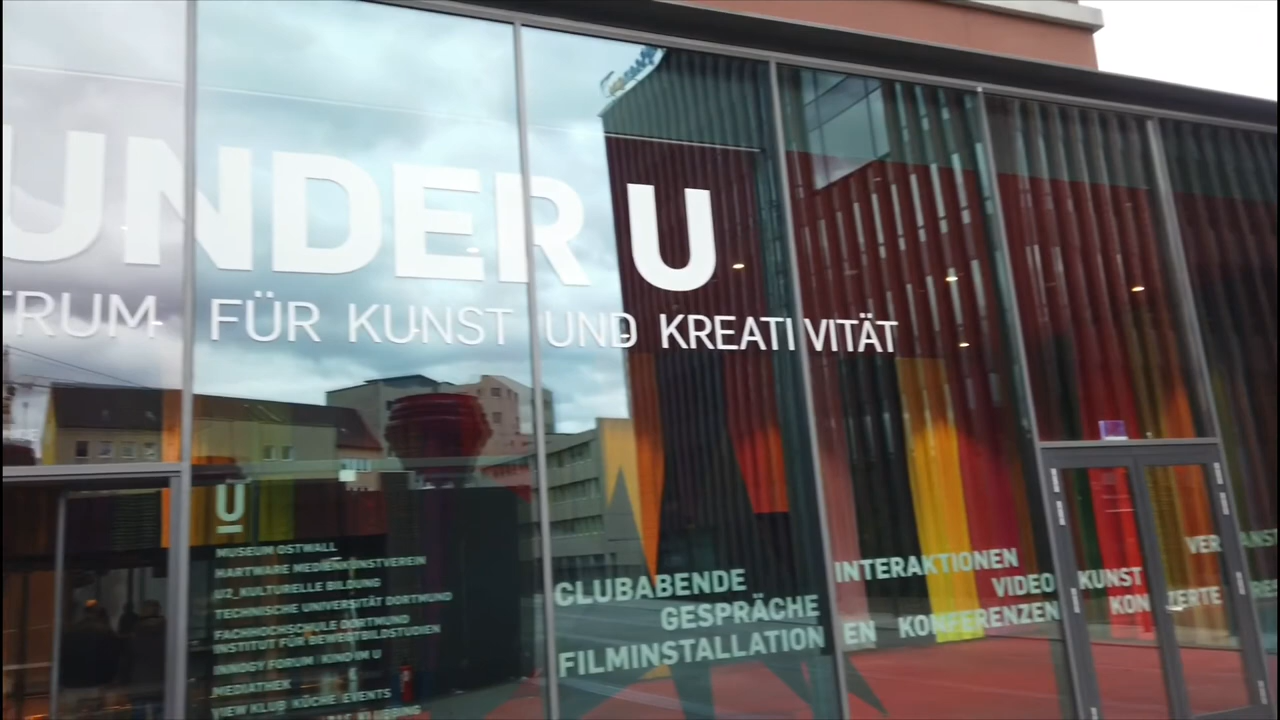 UNDER U
TRUM FÜR KUNST UND KREATIVITÄT
U
MUSEUM OSTWALL
HARTWARE MEDIENKUNSTVEREIN
U2_KULTURELLE BILDUNG
TECHNISCHE UNIVERSITÄT DORTMUND
FACHHOCHSCHULE DORTMUND
INSTITUT FÜR BEWEGTBILDSTUDIEN
INNOGY FORUM KINO IM U
MEDIATHEK
VIEW KLUB KÜCHE EVENTS
CLUBABENDE
GESPRÄCHE
FILMINSTALLATIONEN KONFERENZEN
INTERAKTIONEN
VIDEOKUNST
KONZERTE